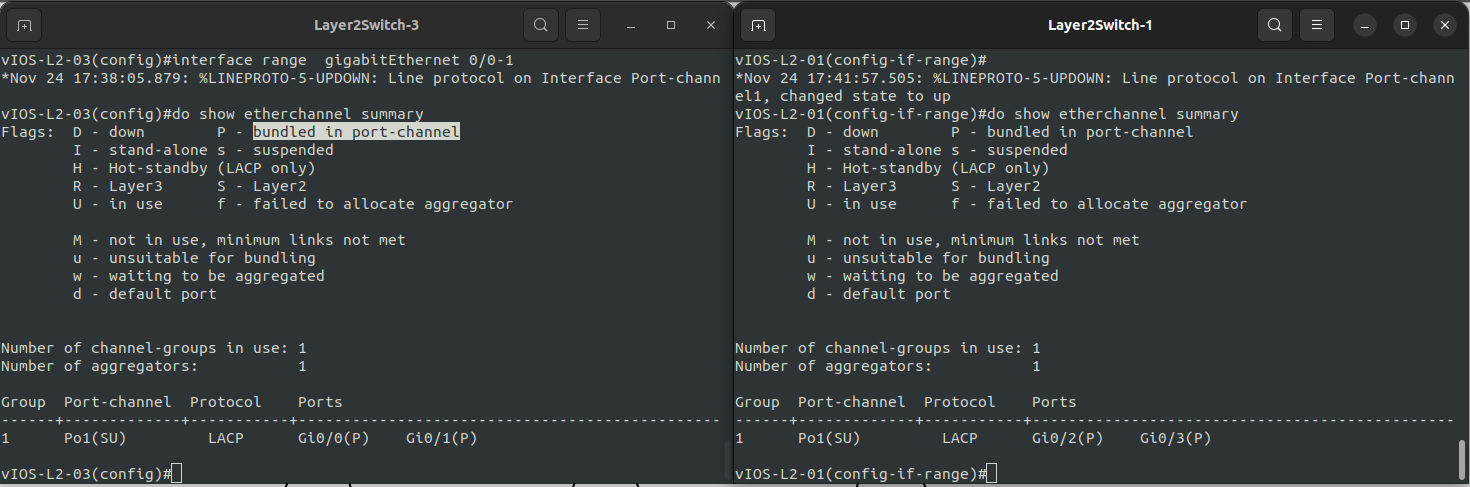 Layer2Switch-3
vIOS-L2-03(config)#interface range  gigabitEthernet 0/0-1
*Nov 24 17:38:05.879: %LINEPROTO-5-UPDOWN: Line protocol on Interface Port-chann
vIOS-L2-03(config)#do show etherchannel summary
Flags:  D - down        P - bundled in port-channel
        I - stand-alone s - suspended
        H - Hot-standby (LACP only)
        R - Layer3      S - Layer2
        U - in use      f - failed to allocate aggregator
        M - not in use, minimum links not met
        u - unsuitable for bundling
        w - waiting to be aggregated
        d - default port
Number of channel-groups in use: 1
Number of aggregators:           1
Group  Port-channel  Protocol    Ports
------+-------------+-----------+-----------------------------------------------
1      Po1(SU)         LACP      Gi0/0(P)    Gi0/1(P)
vIOS-L2-03(config)#
Layer2Switch-1
vIOS-L2-01(config-if-range)#
*Nov 24 17:41:57.505: %LINEPROTO-5-UPDOWN: Line protocol on Interface Port-chann
el1, changed state to up
vIOS-L2-01(config-if-range)#do show etherchannel summary
Flags:  D - down        P - bundled in port-channel
        I - stand-alone s - suspended
        H - Hot-standby (LACP only)
        R - Layer3      S - Layer2
        U - in use      f - failed to allocate aggregator
        M - not in use, minimum links not met
        u - unsuitable for bundling
        w - waiting to be aggregated
        d - default port
Number of channel-groups in use: 1
Number of aggregators:           1
Group  Port-channel  Protocol    Ports
------+-------------+-----------+-----------------------------------------------
1      Po1(SU)         LACP      Gi0/2(P)    Gi0/3(P)
vIOS-L2-01(config-if-range)#